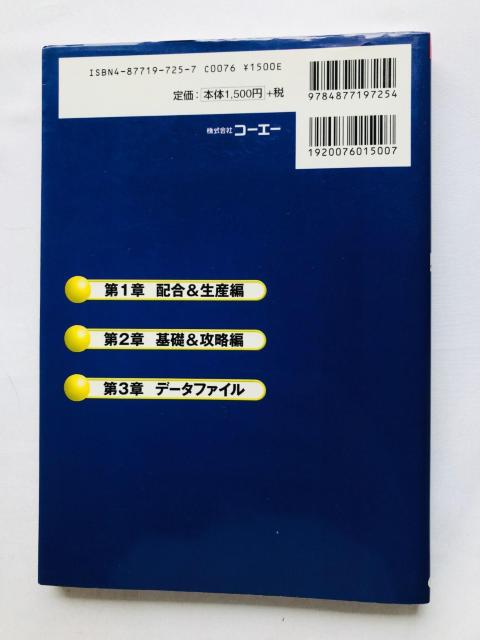 ISBN4-87719-725-7 C0076 ¥1500E
定価：本体1,500円+税
株式会社 コーエー
9784877197254
1920076015007
第1章 配合&生産編
第2章 基礎&攻略編
第3章 データファイル